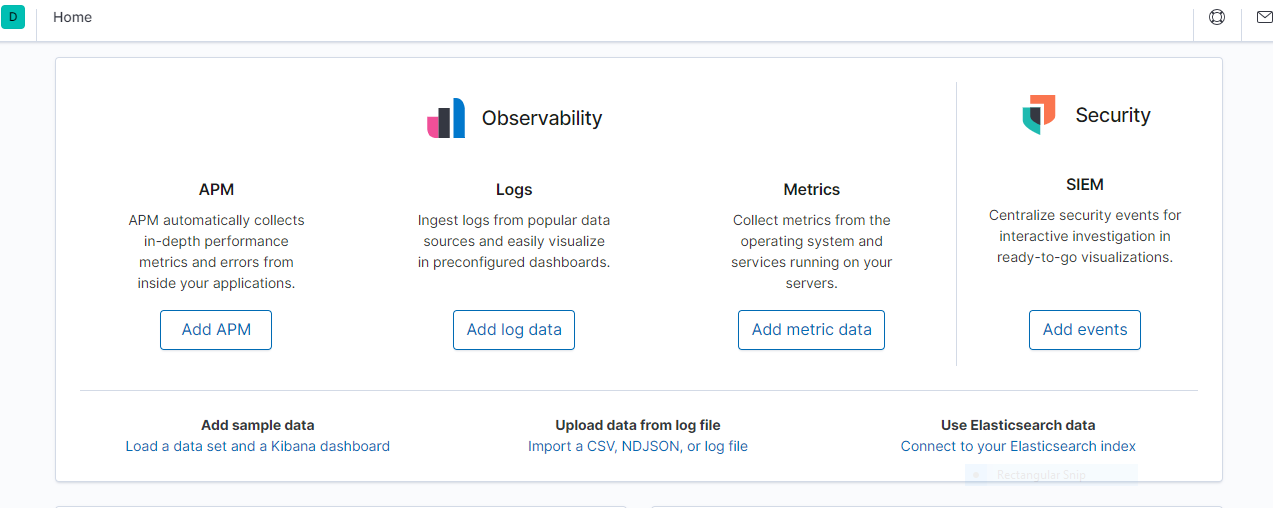 D
Home
Observability
Security
APM
APM automatically collects
in-depth performance
metrics and errors from
inside your applications.
Add APM
Logs
Ingest logs from popular data
sources and easily visualize
in preconfigured dashboards.
Add log data
Metrics
Collect metrics from the
operating system and
services running on your
servers.
Add metric data
SIEM
Centralize security events for
interactive investigation in
ready-to-go visualizations.
Add events
Add sample data
Load a data set and a Kibana dashboard
Upload data from log file
Import a CSV, NDJSON, or log file
Use Elasticsearch data
Connect to your Elasticsearch index
Rectangular Snip